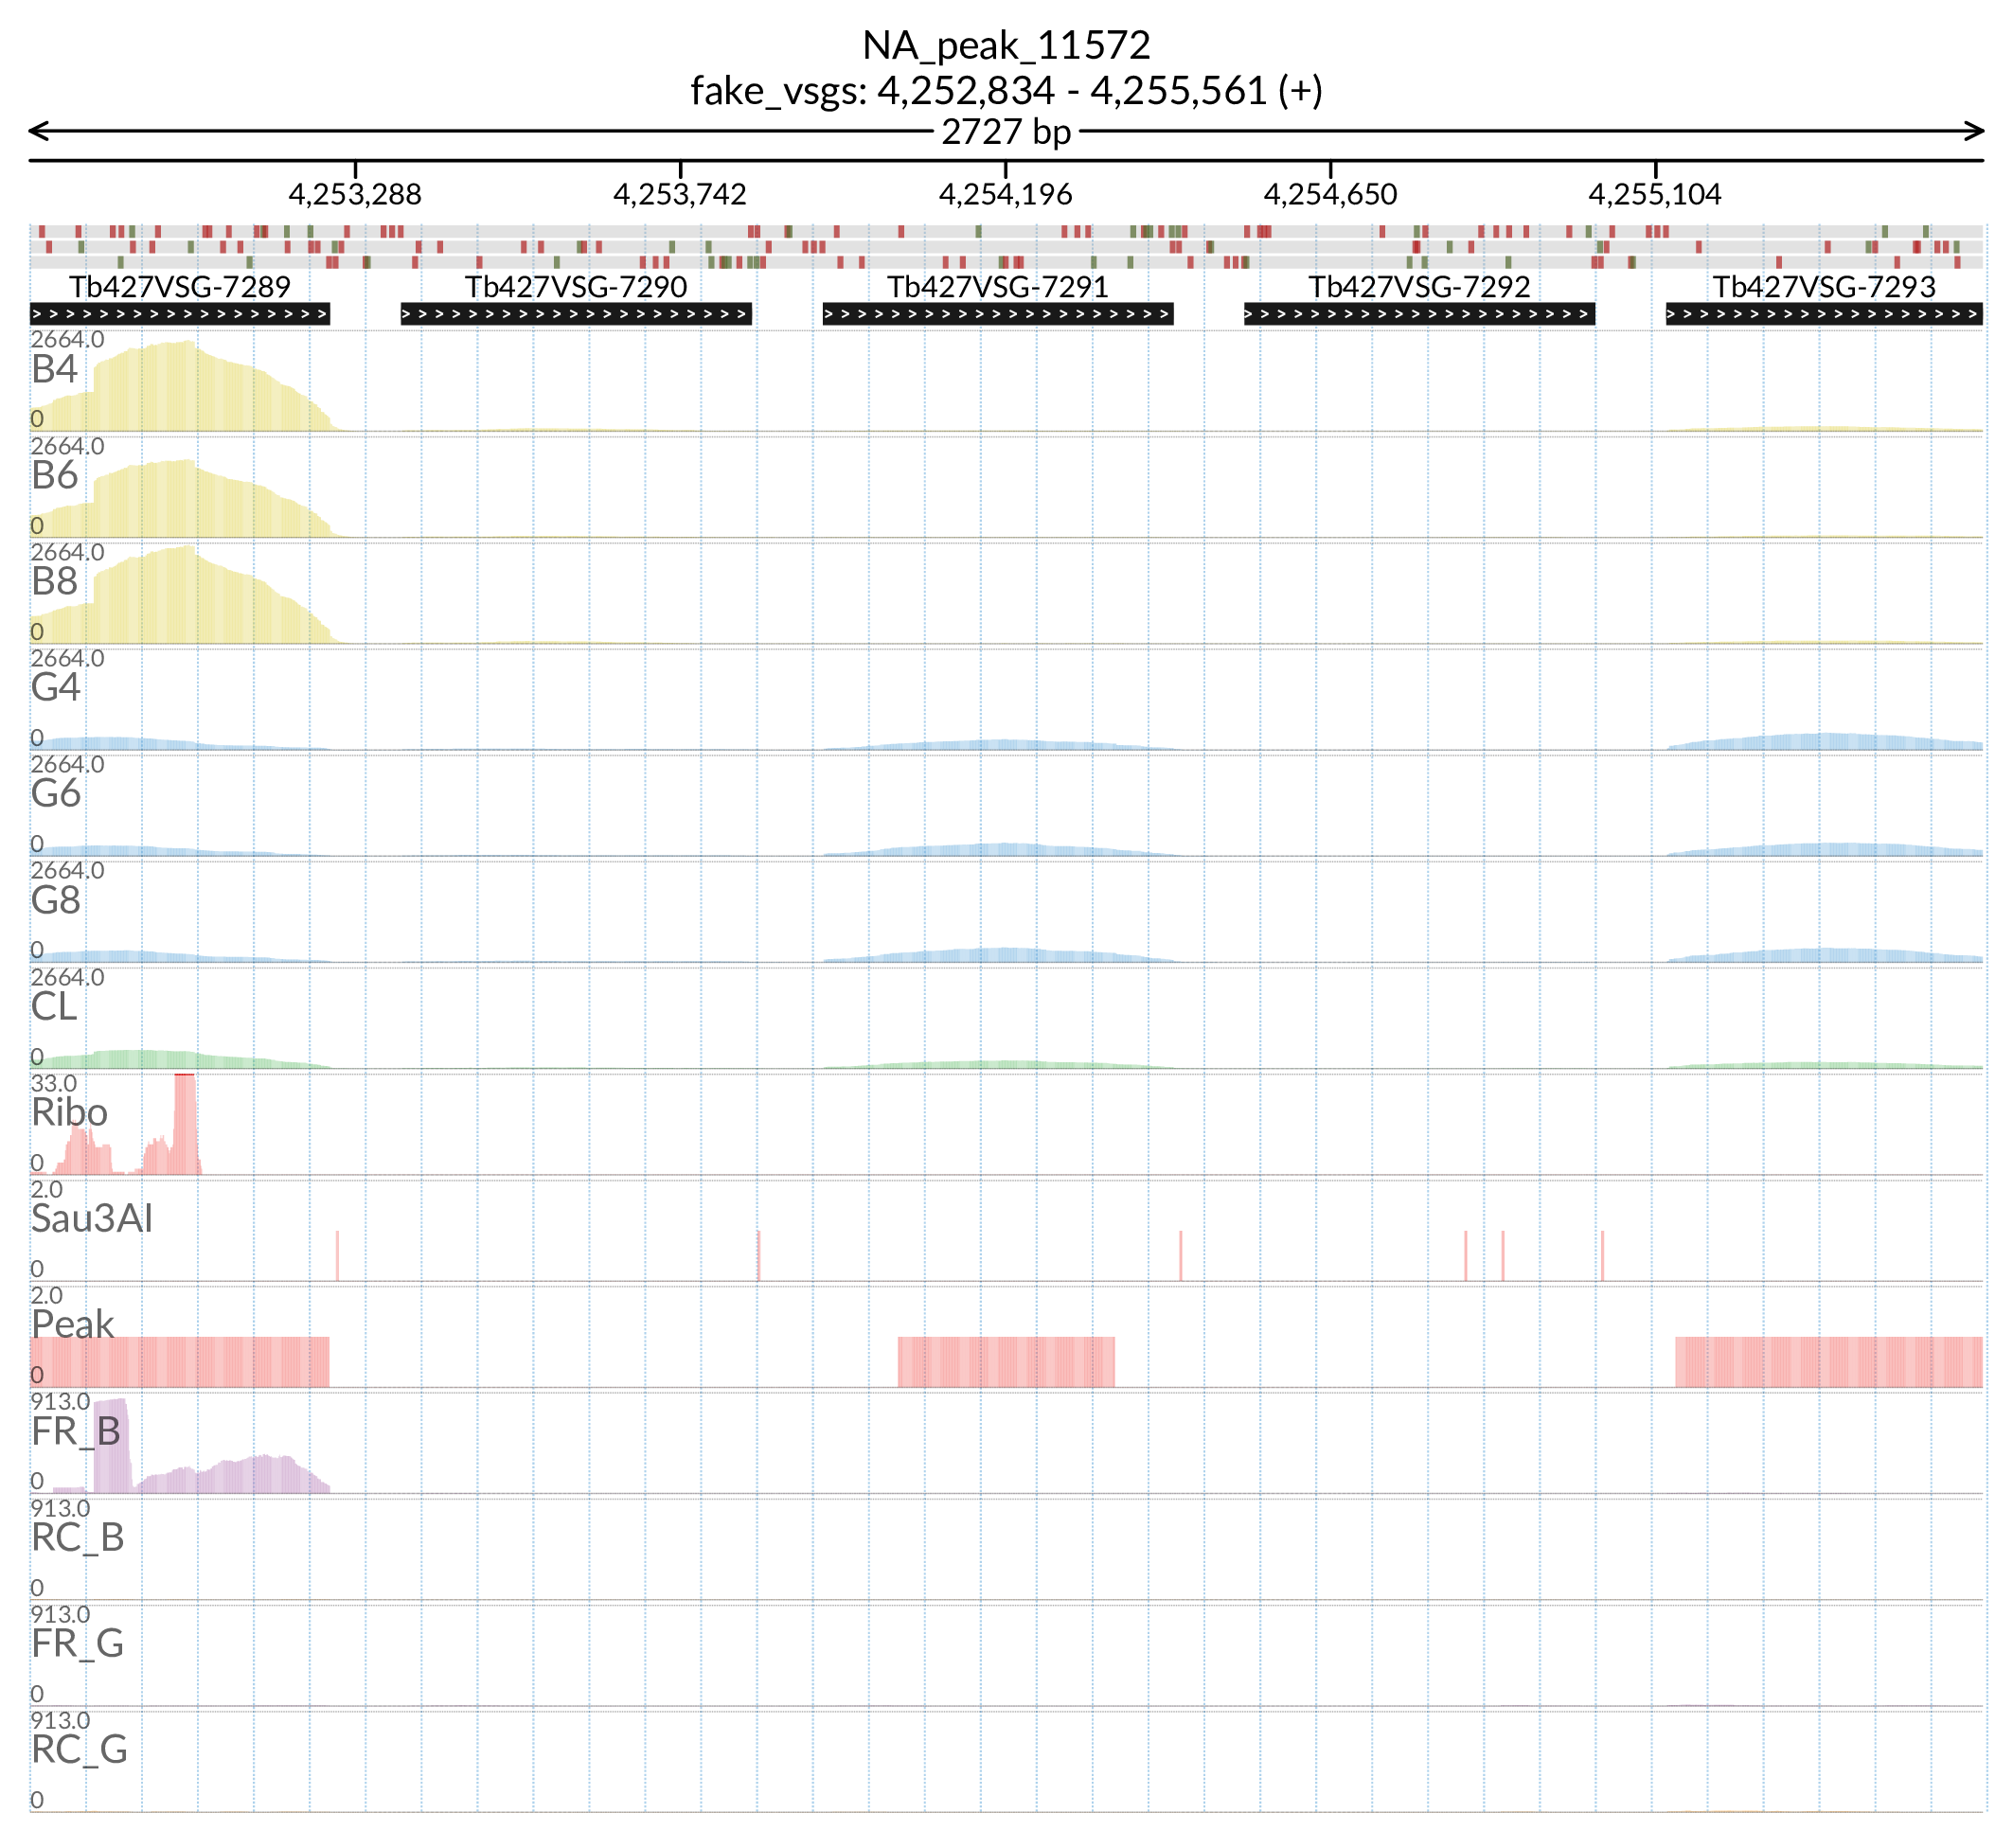 NA_peak_11572
fake_vsgs: 4,252,834 - 4,255,561 (+)
2727 bp
4,253,288 4,253,742 4,254,196 4,254,650 4,255,104
Tb427VSG-7289 Tb427VSG-7290 Tb427VSG-7291 Tb427VSG-7292 Tb427VSG-7293
2664.0
B4
0
2664.0
B6
0
2664.0
B8
0
2664.0
G4
0
2664.0
G6
0
2664.0
G8
0
2664.0
CL
0
33.0
Ribo
0
2.0
Sau3AI
0
2.0
Peak
0
913.0
FR_B
0
913.0
RC_B
0
913.0
FR_G
0
913.0
RC_G
0